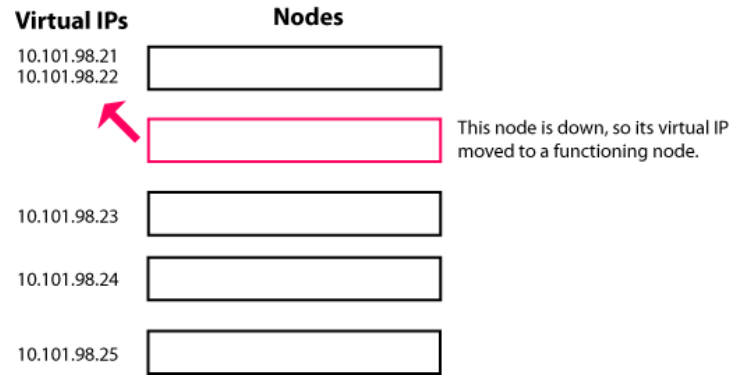 Virtual IPs
Nodes
10.101.98.21
10.101.98.22
This node is down, so its virtual IP
moved to a functioning node.
10.101.98.23
10.101.98.24
10.101.98.25